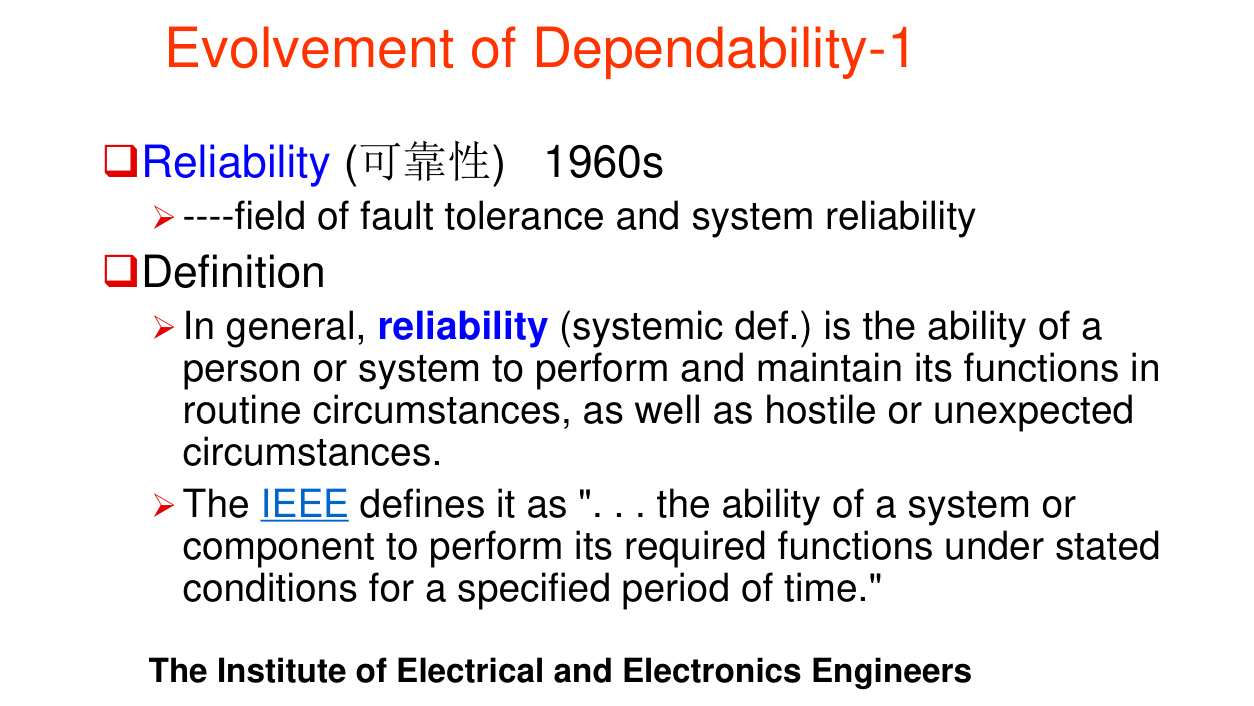 Evolvement of Dependability-1
Reliability (可靠性) 1960s
----field of fault tolerance and system reliability
Definition
In general, reliability (systemic def.) is the ability of a
person or system to perform and maintain its functions in
routine circumstances, as well as hostile or unexpected
circumstances.
The IEEE defines it as ". . . the ability of a system or
component to perform its required functions under stated
conditions for a specified period of time."
The Institute of Electrical and Electronics Engineers